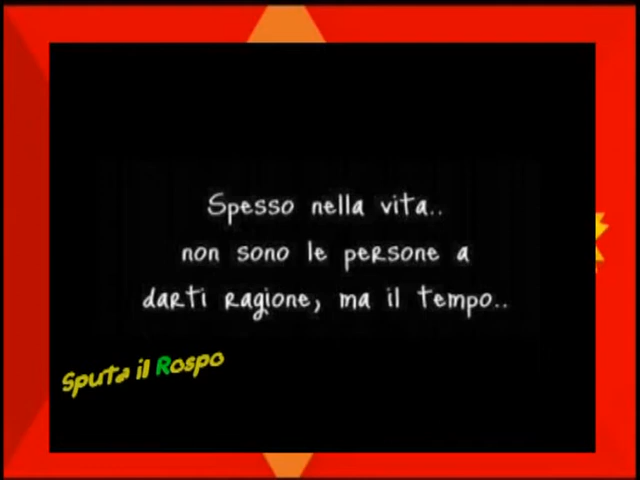 Spesso nella vita..
non sono le persone a
darti ragione, ma il tempo..
Sputa il Rospo